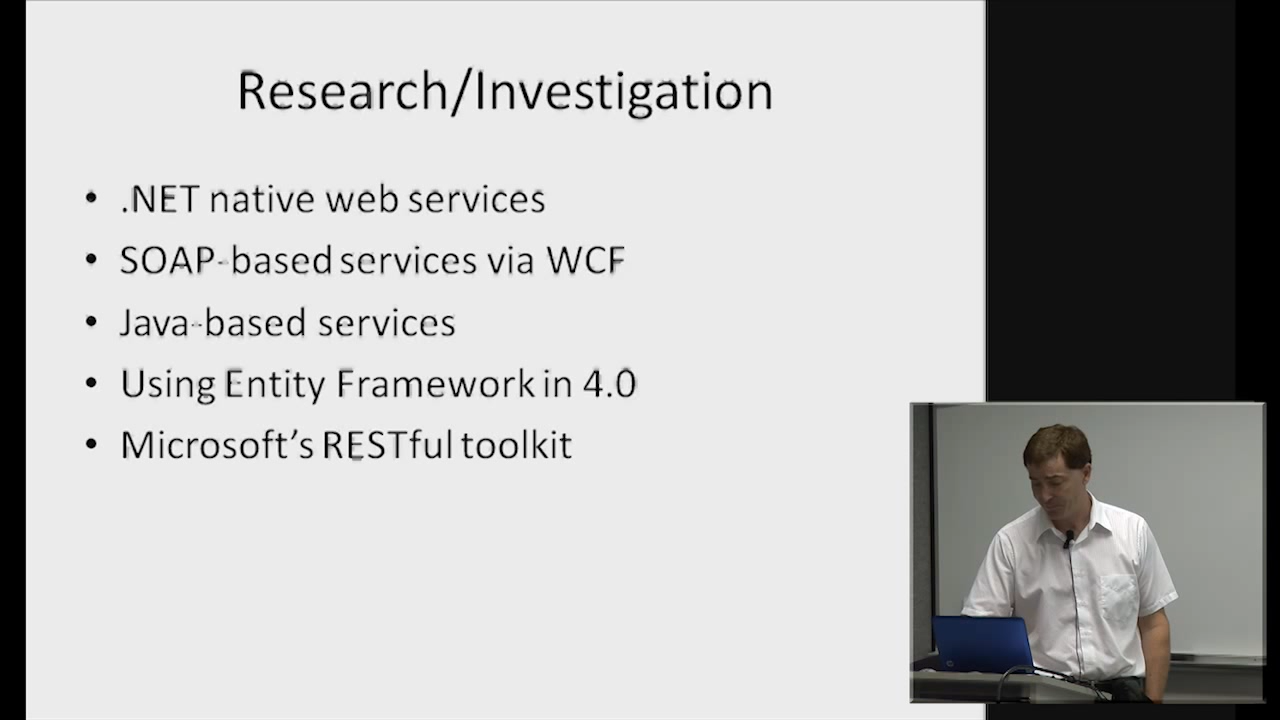 Research/Investigation
• .NET native web services
• SOAP-based services via WCF
• Java-based services
• Using Entity Framework in 4.0
• Microsoft's RESTful toolkit